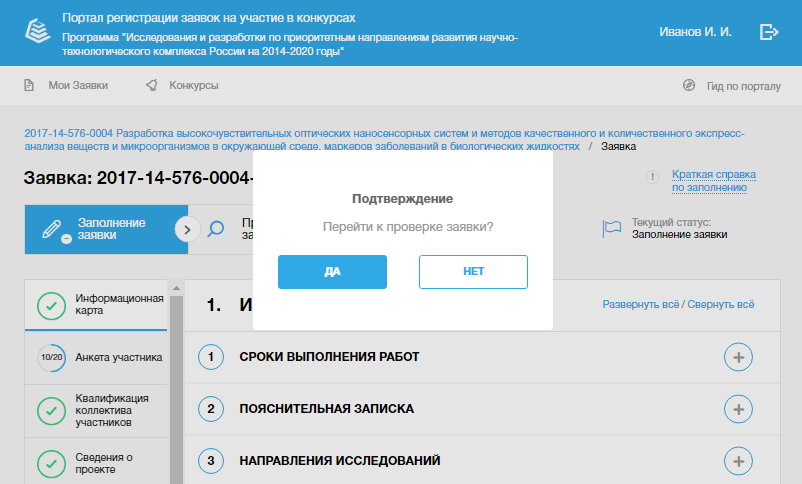 Портал регистрации заявок на участие в конкурсах
Программа "Исследования и разработки по приоритетным направлениям развития научно-
технологического комплекса России на 2014-2020 годы"
Иванов И. И.
Мои Заявки
Конкурсы
Гид по порталу
2017-14-576-0004 Разработка высокочувствительных оптических наносенсорных систем и методов качественного и количественного экспресс-
анализа веществ и микроорганизмов в окружающей среде, маркеров заболеваний в биологических жидкостях / Заявка
Заявка: 2017-14-576-0004-
Краткая справка
по заполнению
Заполнение
заявки
Текущий статус:
Заполнение заявки
Подтверждение
Перейти к проверке заявки?
ДА
НЕТ
Информационная
карта
10/20 Анкета участника
Квалификация
коллектива
участников
Сведения о
проекте
1.
Развернуть всё / Свернуть всё
1 СРОКИ ВЫПОЛНЕНИЯ РАБОТ
2 ПОЯСНИТЕЛЬНАЯ ЗАПИСКА
3 НАПРАВЛЕНИЯ ИССЛЕДОВАНИЙ